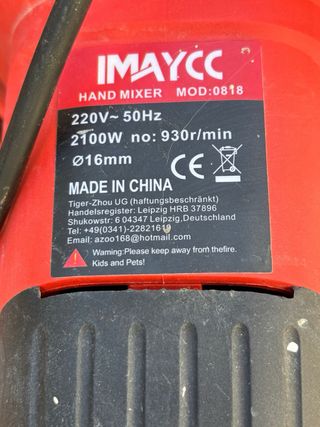 IMAYCC
HAND MIXER MOD:0818
220V~ 50Hz
2100W no: 930r/min
Ø16mm
CE
MADE IN CHINA
Tiger-Zhou UG (haftungsbeschränkt)
Handelsregister: Leipzig HRB 37896
Shukowstr: 6 04347 Leipzig,Deutschland
Tel: +49(0341)-22821619
Email: azoo168@hotmail.com
Warning:Please keep away from thefire.
Kids and Pets!